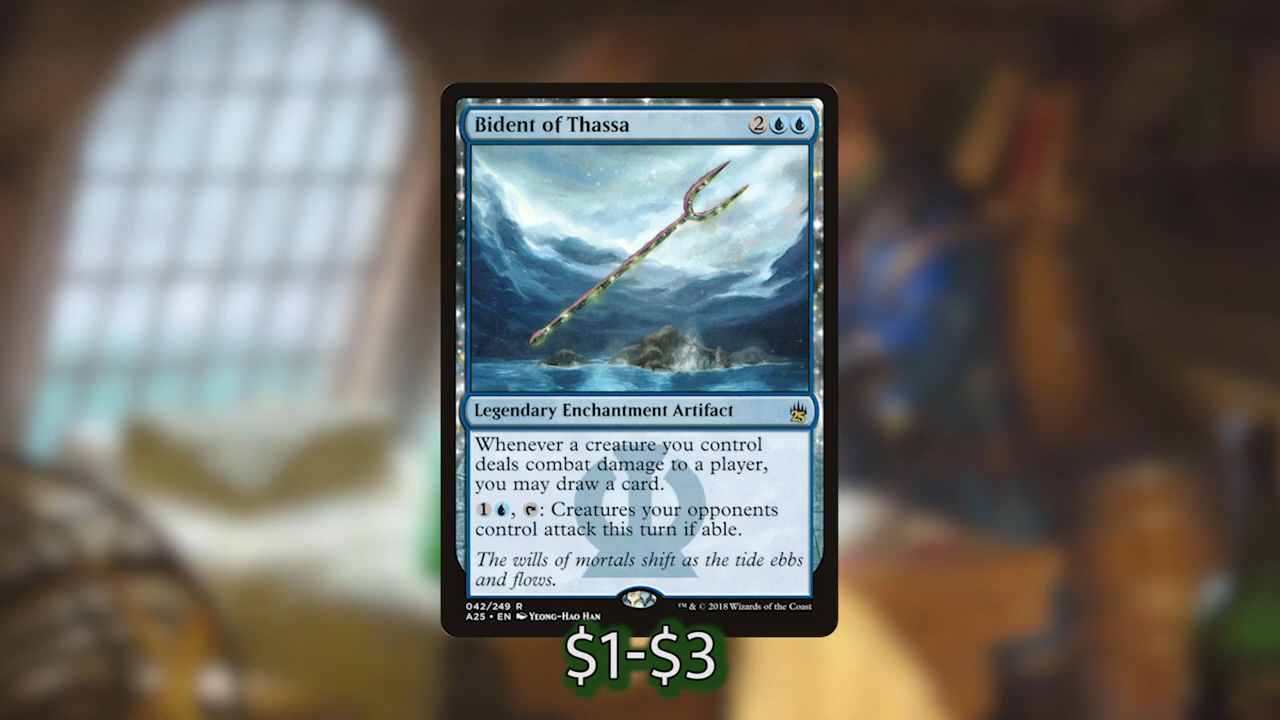 Bident of Thassa 2
Legendary Enchantment Artifact 25
Whenever a creature you control
deals combat damage to a player,
you may draw a card.
1, : Creatures your opponents
control attack this turn if able.
The wills of mortals shift as the tide ebbs
and flows.
042/249 R
A25 • EN Yeong-Hao Han
™ & © 2018 Wizards of the Coast
$1-$3